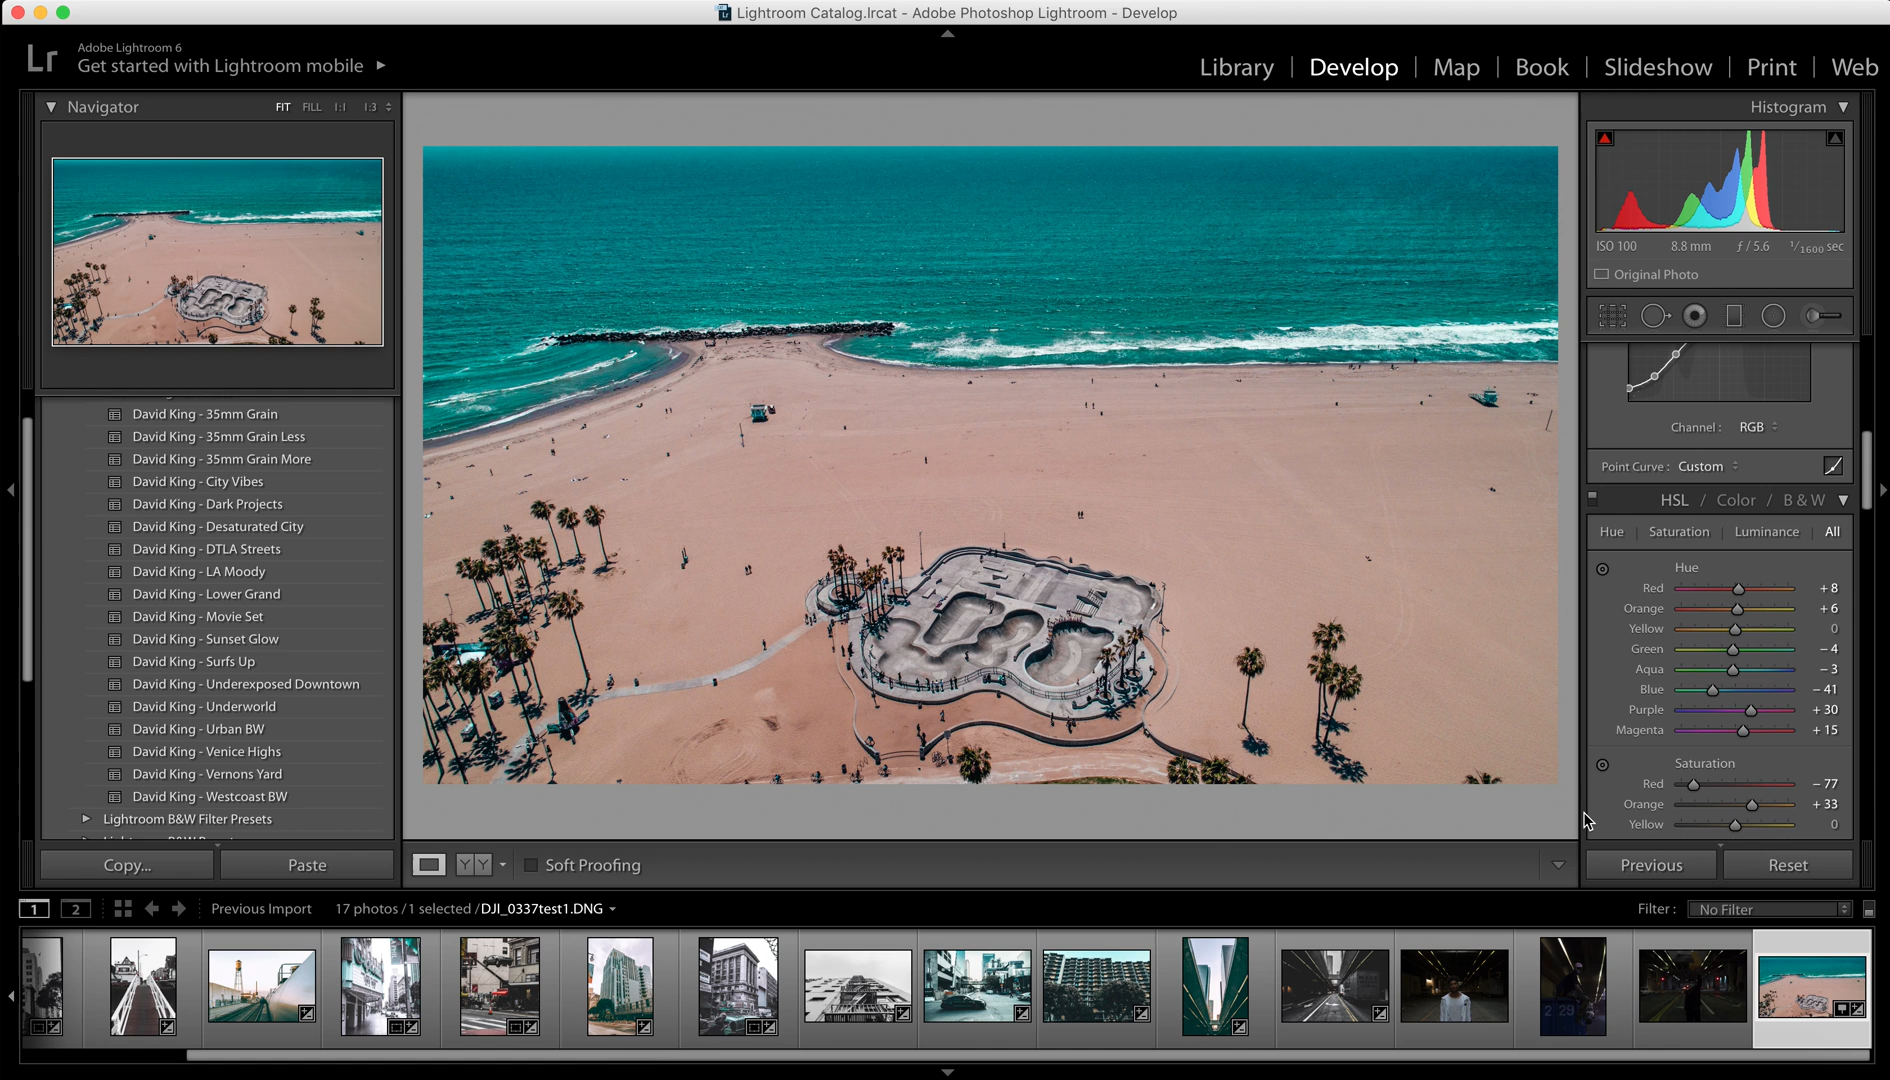 Lightroom Catalog.lrcat - Adobe Photoshop Lightroom - Develop
Lr
Adobe Lightroom 6
Get started with Lightroom mobile
Library | Develop | Map | Book | Slideshow | Print | Web
Navigator
FIT FILL 1:1 1:3
David King - 35mm Grain
David King - 35mm Grain Less
David King - 35mm Grain More
David King - City Vibes
David King - Dark Projects
David King - Desaturated City
David King - DTLA Streets
David King - LA Moody
David King - Lower Grand
David King - Movie Set
David King - Sunset Glow
David King - Surfs Up
David King - Underexposed Downtown
David King - Underworld
David King - Urban BW
David King - Venice Highs
David King - Vernons Yard
David King - Westcoast BW
Lightroom B&W Filter Presets
Copy...
Paste
Soft Proofing
Histogram
ISO 100 8.8 mm ƒ / 5.6 1/1600 sec
Original Photo
Channel : RGB
Point Curve : Custom
HSL / Color / B & W
Hue | Saturation | Luminance | All
Hue
Red + 8
Orange + 6
Yellow 0
Green - 4
Aqua - 3
Blue - 41
Purple + 30
Magenta + 15
Saturation
Red - 77
Orange + 33
Yellow 0
Previous
Reset
1 2 Previous Import 17 photos / 1 selected / DJI_0337test1.DNG
Filter : No Filter